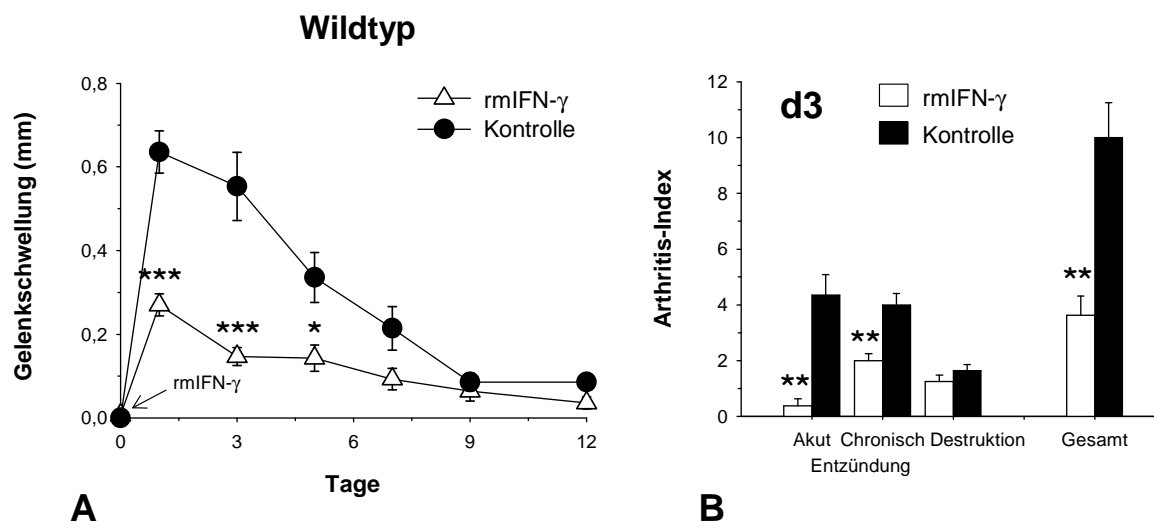 Wildtyp
Gelenkschwellung (mm)
0,8
0,6
0,4
0,2
0,0
rmIFN-γ
Kontrolle
***
***
*
rmIFN-γ
0 3 6 9 12
Tage
A
Arthritis-Index
12
10
8
6
4
2
0
d3
rmIFN-γ
Kontrolle
**
**
**
Akut Chronisch Destruktion Gesamt
Entzündung
B